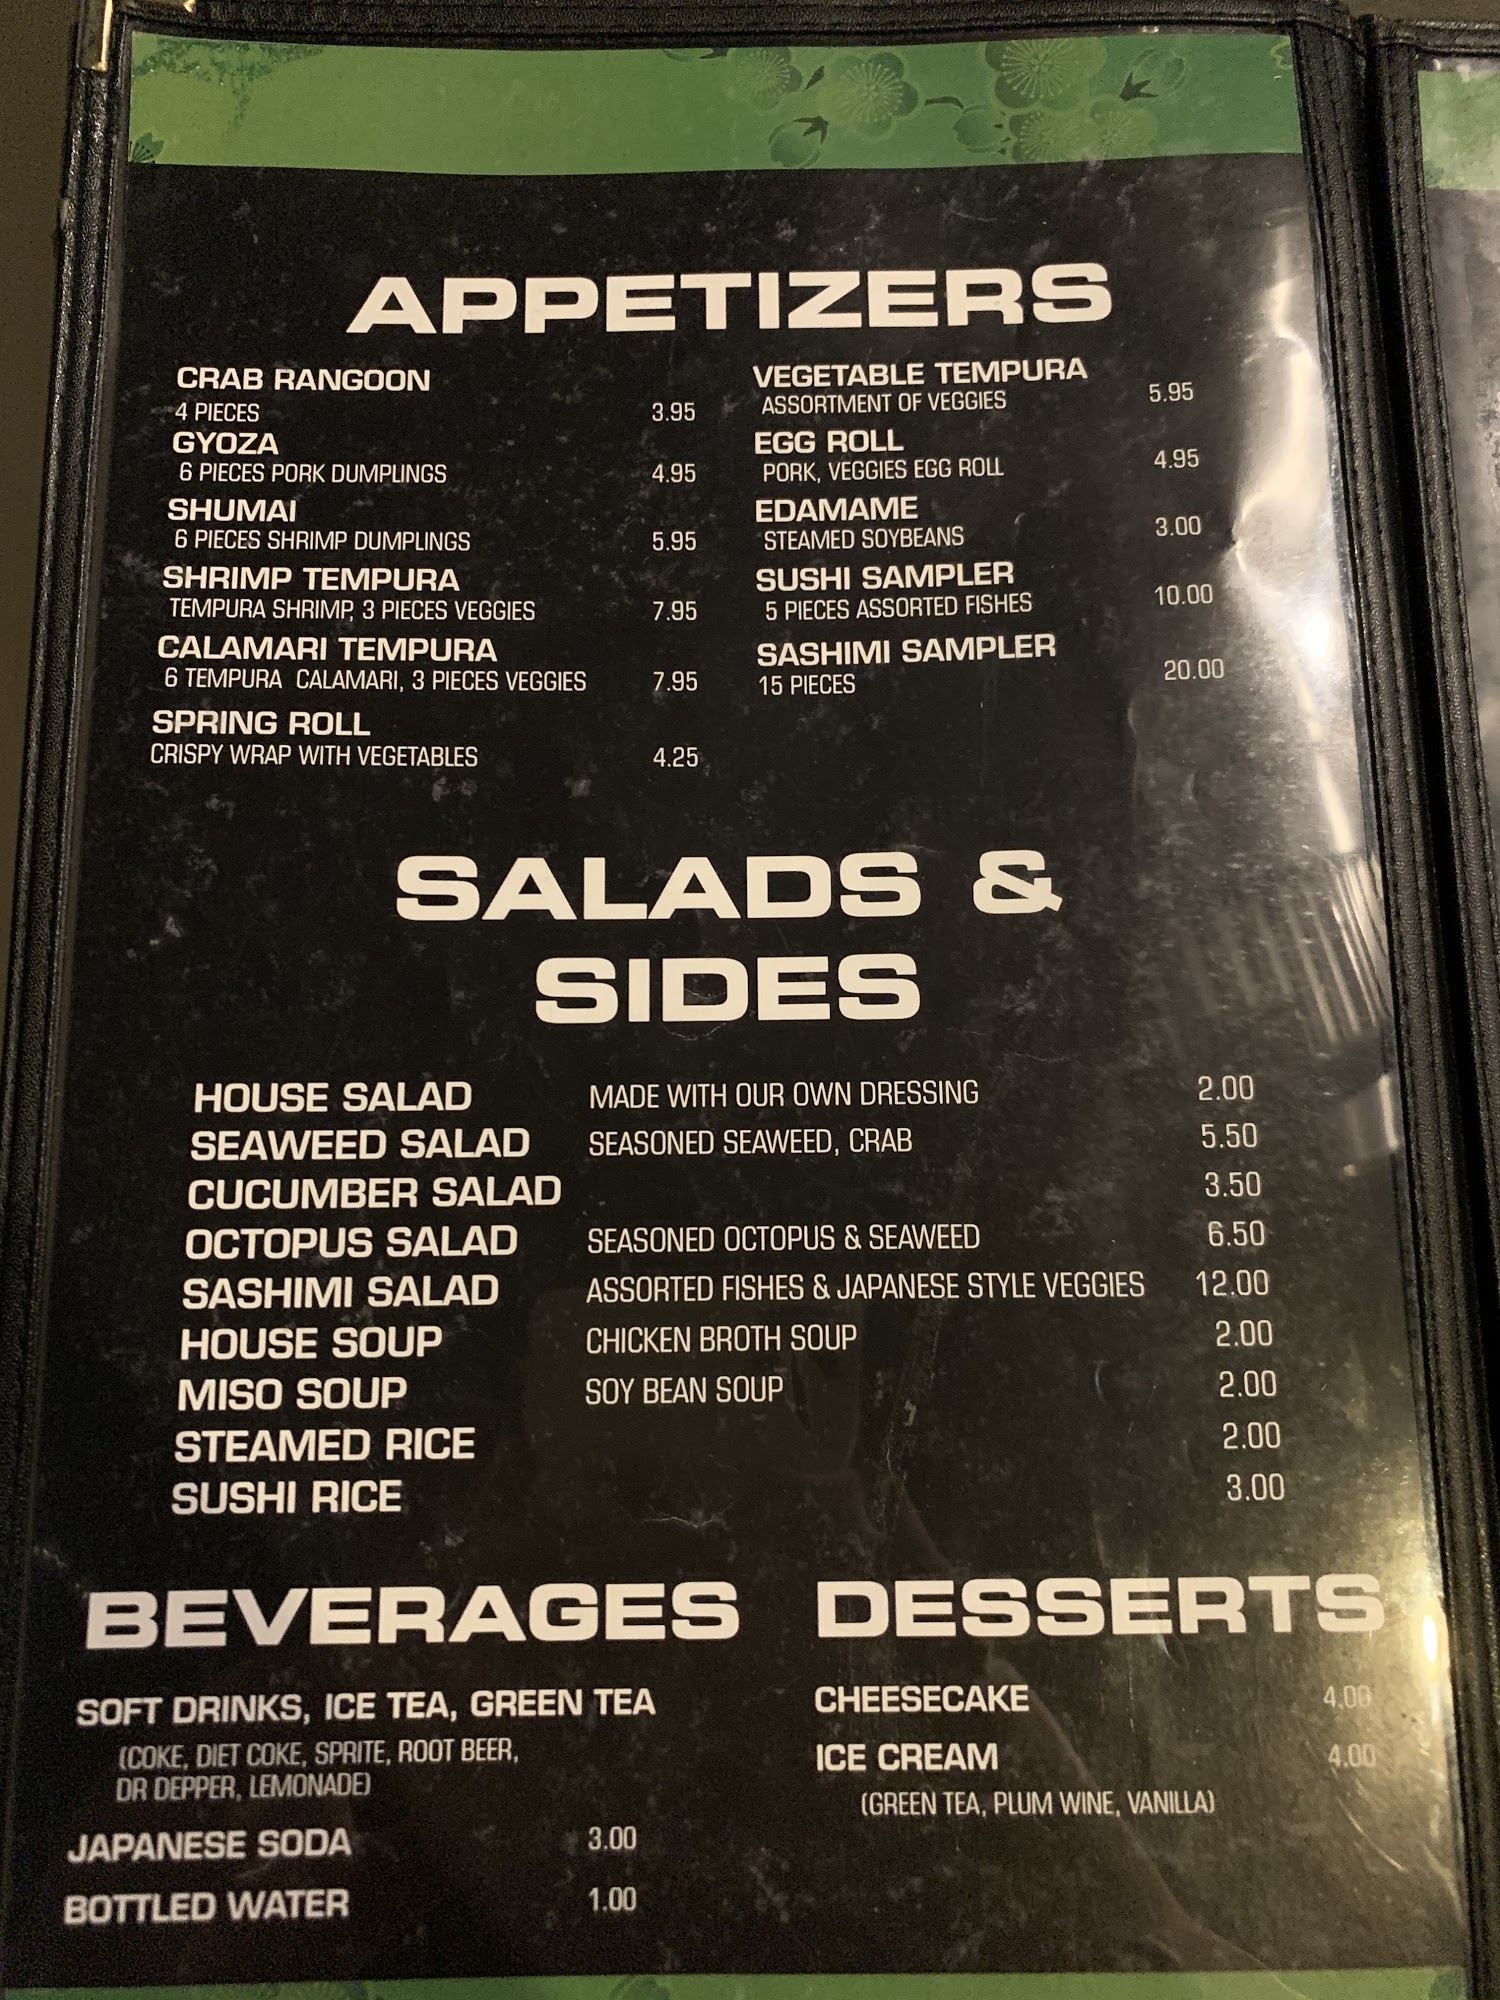 APPETIZERS
CRAB RANGOON
4 PIECES 3.95
GYOZA
6 PIECES PORK DUMPLINGS 4.95
SHUMAI
6 PIECES SHRIMP DUMPLINGS 5.95
SHRIMP TEMPURA
TEMPURA SHRIMP, 3 PIECES VEGGIES 7.95
CALAMARI TEMPURA
6 TEMPURA CALAMARI, 3 PIECES VEGGIES 7.95
SPRING ROLL
CRISPY WRAP WITH VEGETABLES 4.25
VEGETABLE TEMPURA
ASSORTMENT OF VEGGIES 5.95
EGG ROLL
PORK, VEGGIES EGG ROLL 4.95
EDAMAME
STEAMED SOYBEANS 3.00
SUSHI SAMPLER
5 PIECES ASSORTED FISHES 10.00
SASHIMI SAMPLER
15 PIECES 20.00
SALADS &
SIDES
HOUSE SALAD MADE WITH OUR OWN DRESSING 2.00
SEAWEED SALAD SEASONED SEAWEED, CRAB 5.50
CUCUMBER SALAD 3.50
OCTOPUS SALAD SEASONED OCTOPUS & SEAWEED 6.50
SASHIMI SALAD ASSORTED FISHES & JAPANESE STYLE VEGGIES 12.00
HOUSE SOUP CHICKEN BROTH SOUP 2.00
MISO SOUP SOY BEAN SOUP 2.00
STEAMED RICE 2.00
SUSHI RICE 3.00
BEVERAGES
SOFT DRINKS, ICE TEA, GREEN TEA
(COKE, DIET COKE, SPRITE, ROOT BEER,
DR DEPPER, LEMONADE)
JAPANESE SODA 3.00
BOTTLED WATER 1.00
DESSERTS
CHEESECAKE 4.00
ICE CREAM 4.00
(GREEN TEA, PLUM WINE, VANILLA)